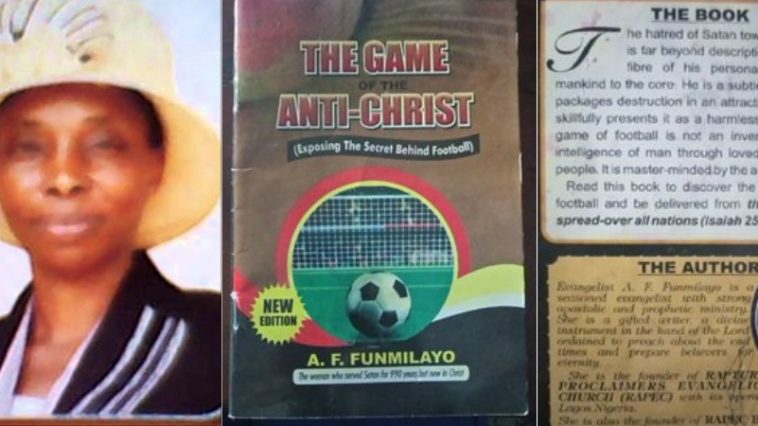 THE GAME
OF THE
ANTI-CHRIST
(Exposing The Secret Behind Football)
NEW
EDITION
A. F. FUNMILAYO
The woman who served Satan for 990 years but now in Christ
THE BOOK
The hatred of Satan tow
is far beyond descripti
fibre of his persona
mankind to the core. He is a subtl
packages destruction in an attract
skillfully presents it as a harmless
game of football is not an inven
intelligence of man through loved
people. It is master-minded by the a
Read this book to discover the
football and be delivered from th
spread-over all nations (Isaiah 25
THE AUTHOR
Evangelist A. F. Funmilayo is a
seasoned evangelist with strong
apostolic and prophetic ministry.
She is a gifted writer, a divine
instrument in the hand of the Lord
ordained to preach about the end
times and prepare believers for
eternity.
She is the founder of RAPTUR
PROCLAIMERS EVANGELIC
CHURCH (RAPEC) with its opera
Lagos Nigeria.
She is also the founder of RAPEC B